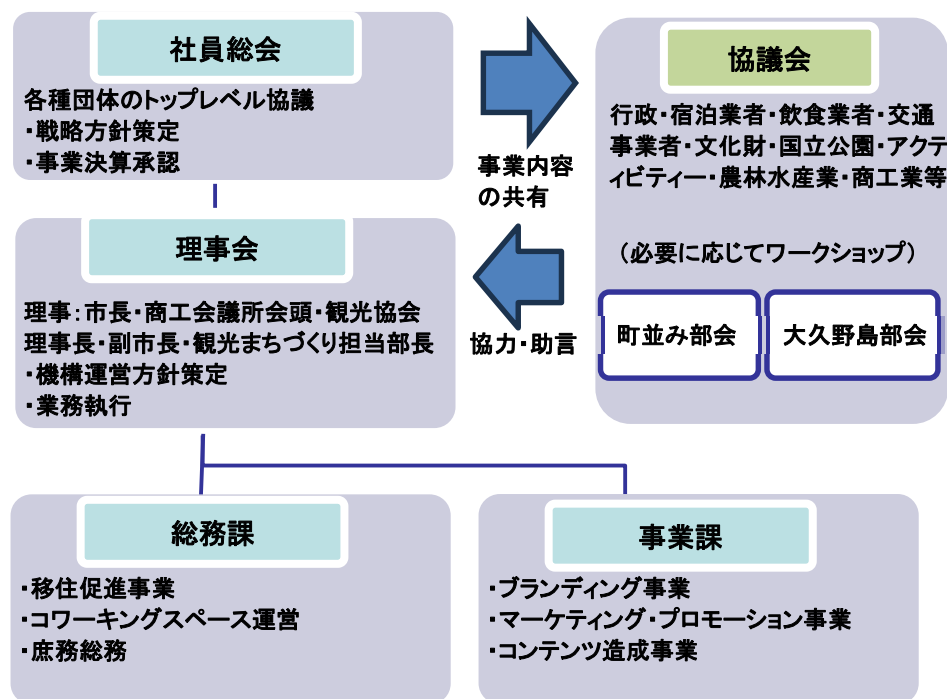 社員総会
各種団体のトップレベル協議
・戦略方針策定
・事業決算承認
事業内容
の共有
協議会
行政・宿泊業者・飲食業者・交通
事業者・文化財・国立公園・アクテ
ィビティー・農林水産業・商工業等
（必要に応じてワークショップ）
町並み部会
大久野島部会
協力・助言
理事会
理事：市長・商工会議所会頭・観光協会
理事長・副市長・観光まちづくり担当部長
・機構運営方針策定
・業務執行
総務課
・移住促進事業
・コワーキングスペース運営
・庶務総務
事業課
・ブランディング事業
・マーケティング・プロモーション事業
・コンテンツ造成事業